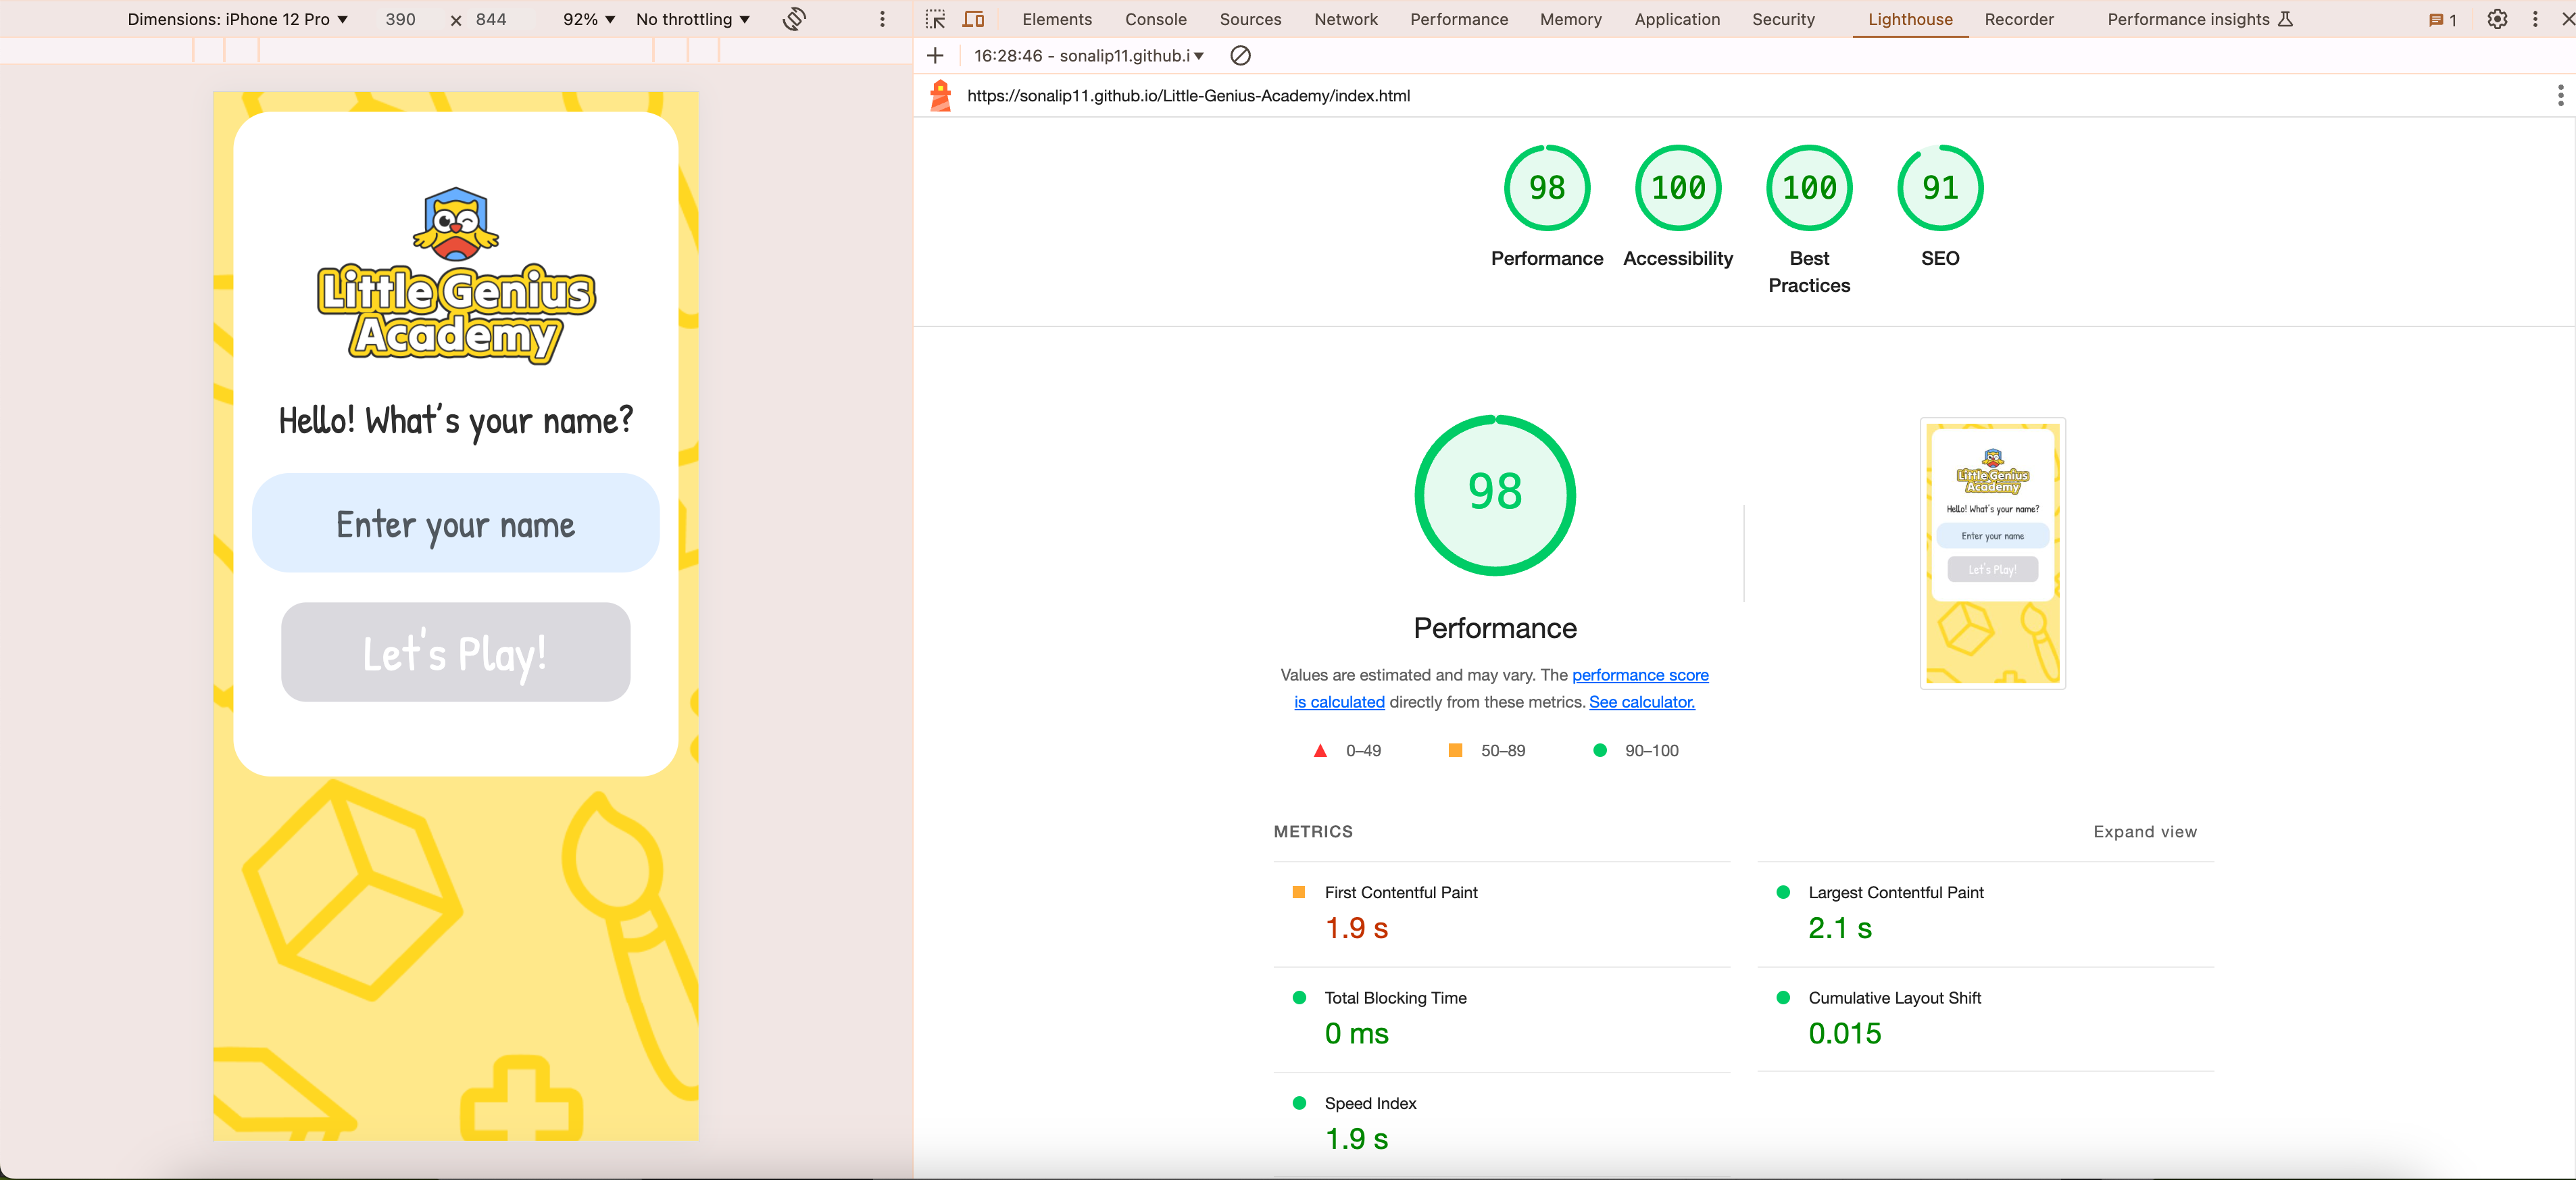 Dimensions: iPhone 12 Pro ▼ 390 × 844 92% ▼ No throttling ▼
Elements Console Sources Network Performance Memory Application Security Lighthouse Recorder Performance insights 1
16:28:46 - sonalip11.github.i ▼
https://sonalip11.github.io/Little-Genius-Academy/index.html
Little Genius
Academy
Hello! What's your name?
Enter your name
Let's Play!
98 100 100 91
Performance Accessibility Best Practices SEO
98
Performance
Values are estimated and may vary. The performance score
is calculated directly from these metrics. See calculator.
0–49 50–89 90–100
Little Genius
Academy
Hello! What's your name?
Enter your name
Let's Play!
METRICS Expand view
First Contentful Paint
1.9 s
Largest Contentful Paint
2.1 s
Total Blocking Time
0 ms
Cumulative Layout Shift
0.015
Speed Index
1.9 s